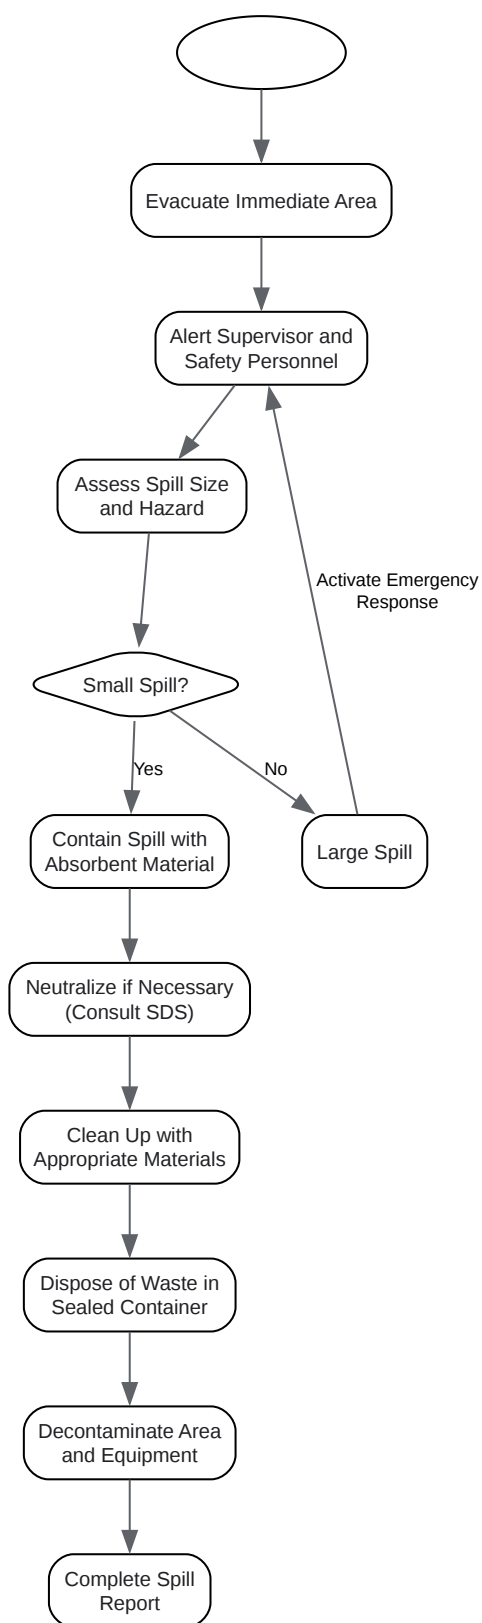 Evacuate Immediate Area
Alert Supervisor and
Safety Personnel
Assess Spill Size
and Hazard
Activate Emergency
Response
Small Spill?
Yes
No
Contain Spill with
Absorbent Material
Large Spill
Neutralize if Necessary
(Consult SDS)
Clean Up with
Appropriate Materials
Dispose of Waste in
Sealed Container
Decontaminate Area
and Equipment
Complete Spill
Report